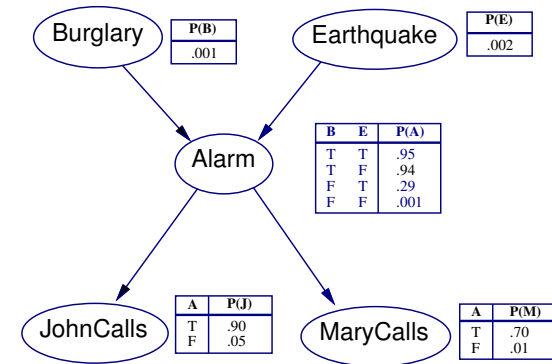 Burglary
P(B)
.001
Earthquake
P(E)
.002
Alarm
B E P(A)
T T .95
T F .94
F T .29
F F .001
JohnCalls
A P(J)
T .90
F .05
MaryCalls
A P(M)
T .70
F .01